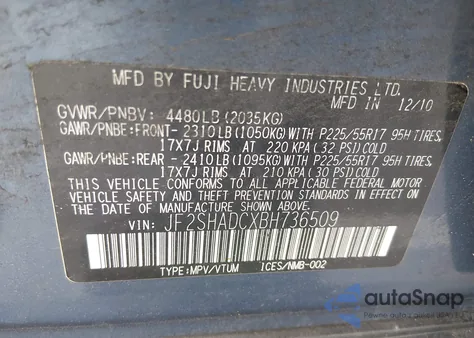 MFD BY FUJI HEAVY INDUSTRIES LTD.
GVWR/PNBV: 4480LB(2035KG) IN 12/10
GAWR/PNBE:FRONT- 2310LB(1050KG)WITH P225/55R17 95H TIRES,
17X7J RIMS AT 220 KPA(32 PSI)COLD
GAWR/PNBE:REAR - 2410LB(1095KG)WITH P225/55R17 95H TIRES,
17X7J RIMS AT 210 KPA(30 PSI)COLD
THIS VEHICLE CONFORMS TO ALL APPLICABLE FEDERAL MOTOR
VEHICLE SAFETY STANDARDS IN EFFECT ON THE
DATE OF MANUFACTURE SHOWN ABOVE.
VIN: JF2SHADCXBH736509
TYPE:MPV/VTUM ICES/NMB-002
autoSnap